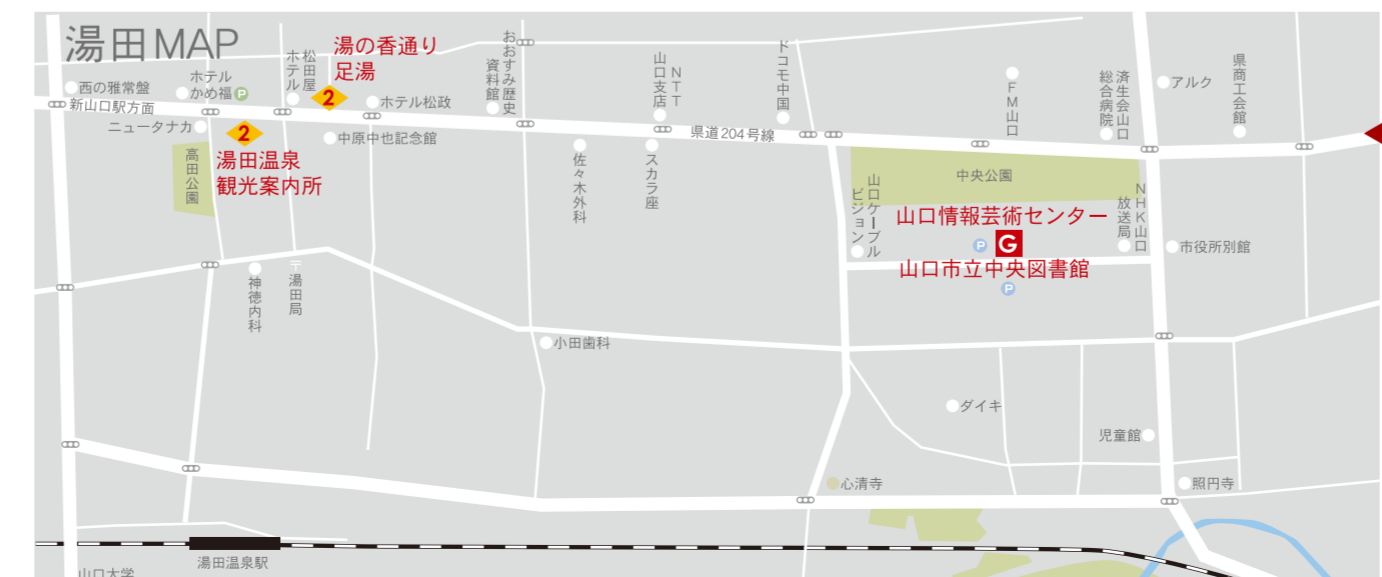 湯田MAP
西の雅常盤
新山口駅方面
ホテル
かめ福
P
ニュータナカ
2
湯田温泉
観光案内所
高田公園
松田屋
ホテル
湯の香通り
足湯
2
ホテル松政
中原中也記念館
おおすみ歴史
資料館
佐々木外科
NTT
山口支店
スカラ座
県道204号線
ドコモ中国
FM山口
済生会山口
総合病院
アルク
県商工会館
中央公園
山口ケーブル
ビジョン
山口情報芸術センター
P
G
山口市立中央図書館
P
NHK山口
放送局
市役所別館
神徳内科
〒
湯田局
小田歯科
ダイキ
児童館
心清寺
照円寺
湯田温泉駅
山口大学